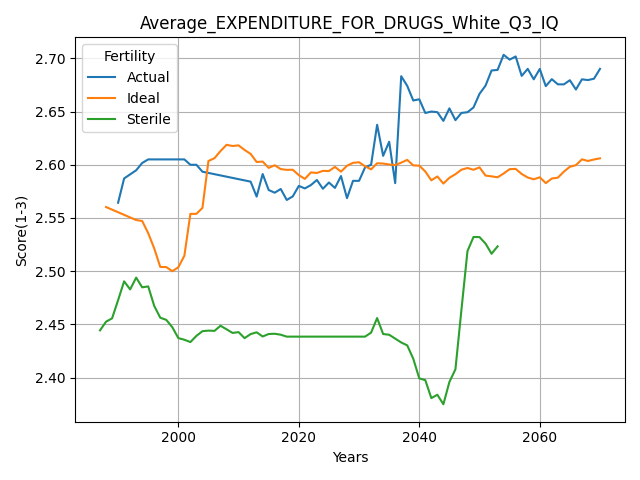 Average_EXPENDITURE_FOR_DRUGS_White_Q3_IQ
Fertility
Actual
Ideal
Sterile
Score(1-3)
2.70
2.65
2.60
2.55
2.50
2.45
2.40
2000 2020 2040 2060
Years